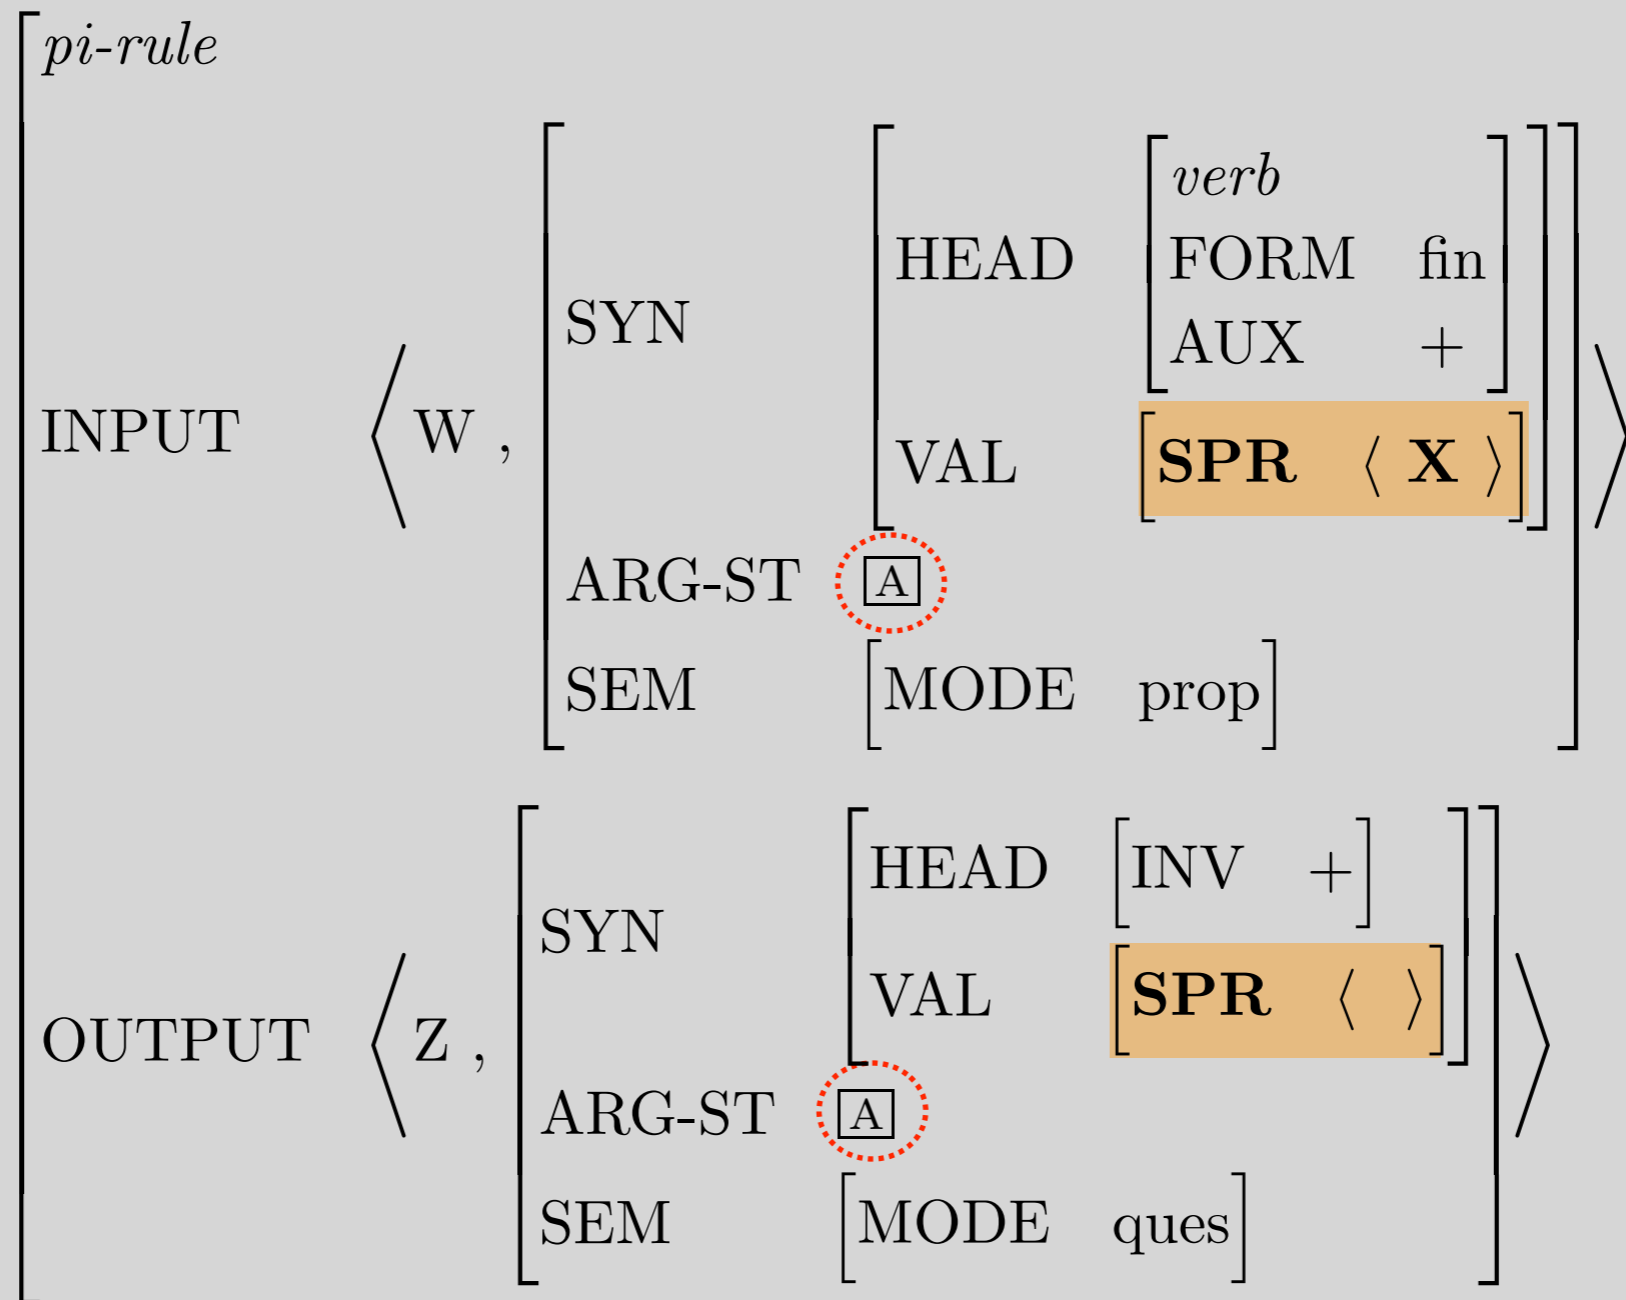 pi-rule
verb
HEAD FORM fin
SYN AUX +
INPUT ⟨ W , VAL [SPR ⟨ X ⟩] ⟩
ARG-ST A
SEM [MODE prop]
HEAD [INV +]
SYN
VAL [SPR ⟨ ⟩]
OUTPUT ⟨ Z , ⟩
ARG-ST A
SEM [MODE ques]